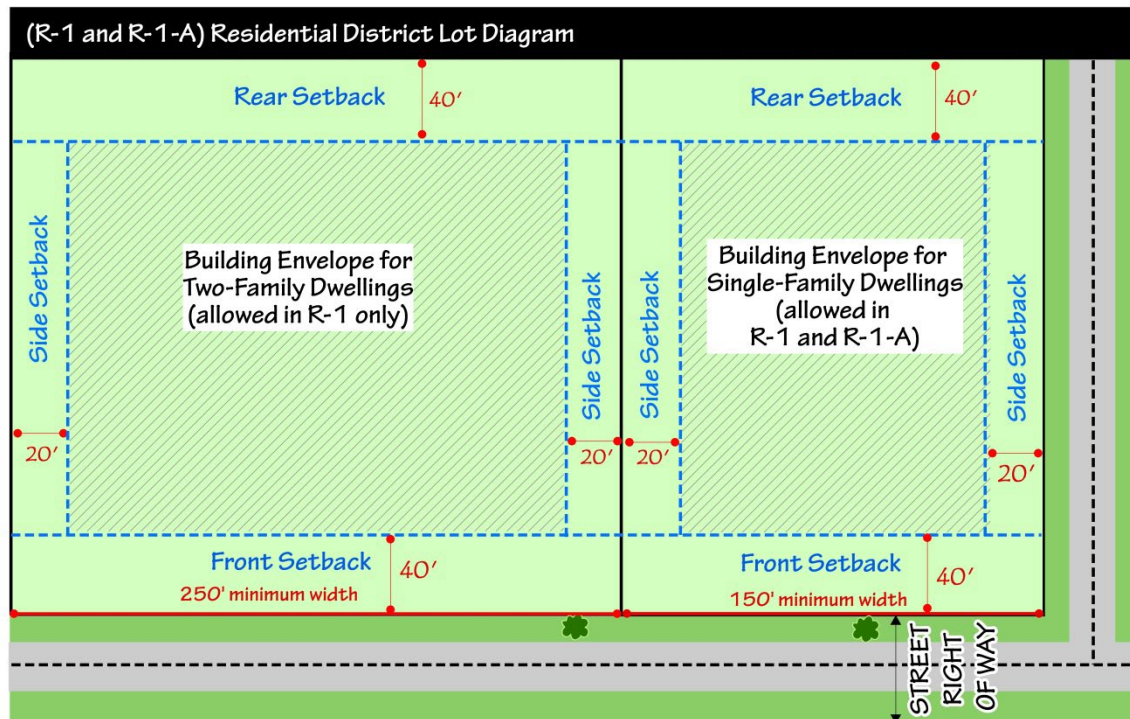 (R-1 and R-1-A) Residential District Lot Diagram
Rear Setback
40'
Rear Setback
40'
Side Setback
Building Envelope for
Two-Family Dwellings
(allowed in R-1 only)
Side Setback
Side Setback
Building Envelope for
Single-Family Dwellings
(allowed in
R-1 and R-1-A)
Side Setback
20'
20'
20'
20'
Front Setback
40'
250' minimum width
Front Setback
40'
150' minimum width
STREET
RIGHT
OF WAY